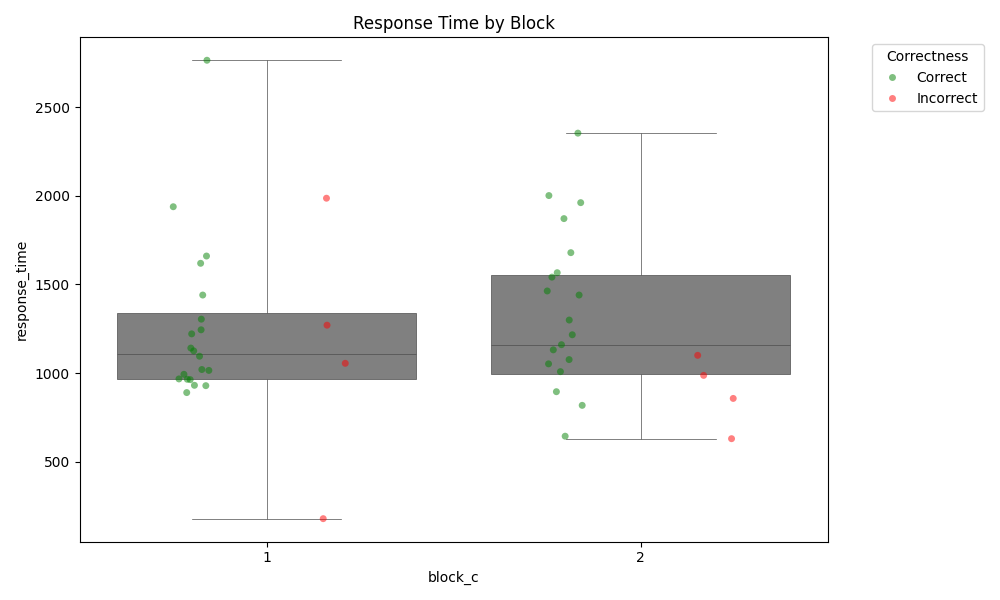 Response Time by Block
Correctness
Correct
Incorrect
2500
2000
1500
1000
500
response_time
1
2
block_c